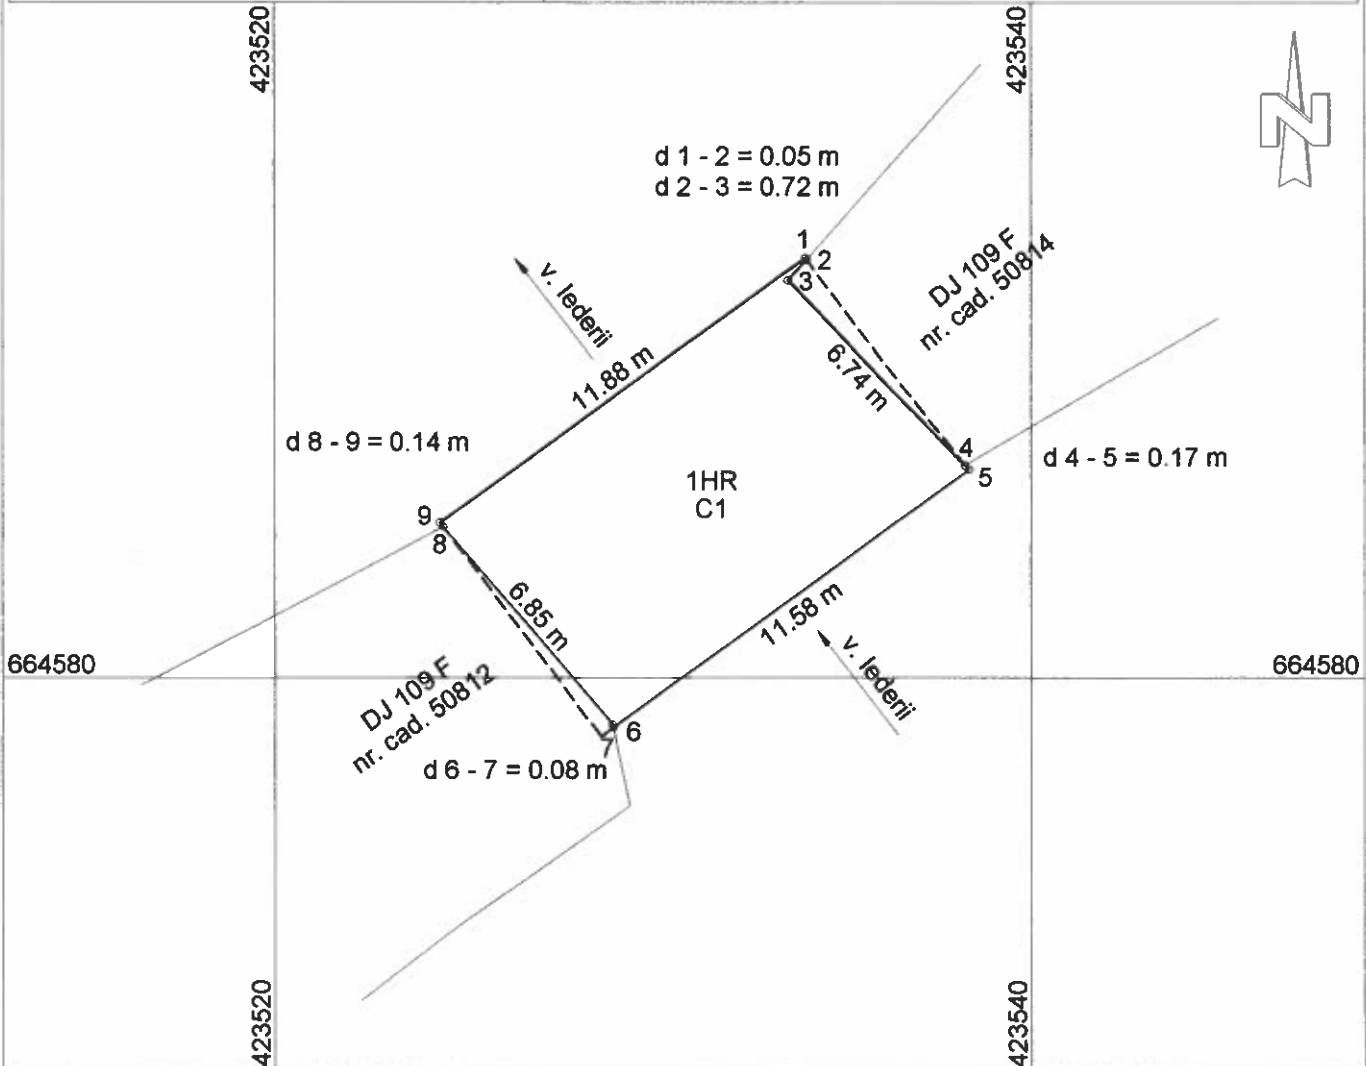 423520
423540
N
d 1 - 2 = 0.05 m
d 2 - 3 = 0.72 m
1
2
3
DJ 109 F
nr. cad. 50814
v. Iederii
11.88 m
6.74 m
d 8 - 9 = 0.14 m
4
5
d 4 - 5 = 0.17 m
1HR
C1
9
8
6.85 m
11.58 m
v. Iederii
664580
664580
DJ 109 F
nr. cad. 50812
6
7
d 6 - 7 = 0.08 m
423520
423540